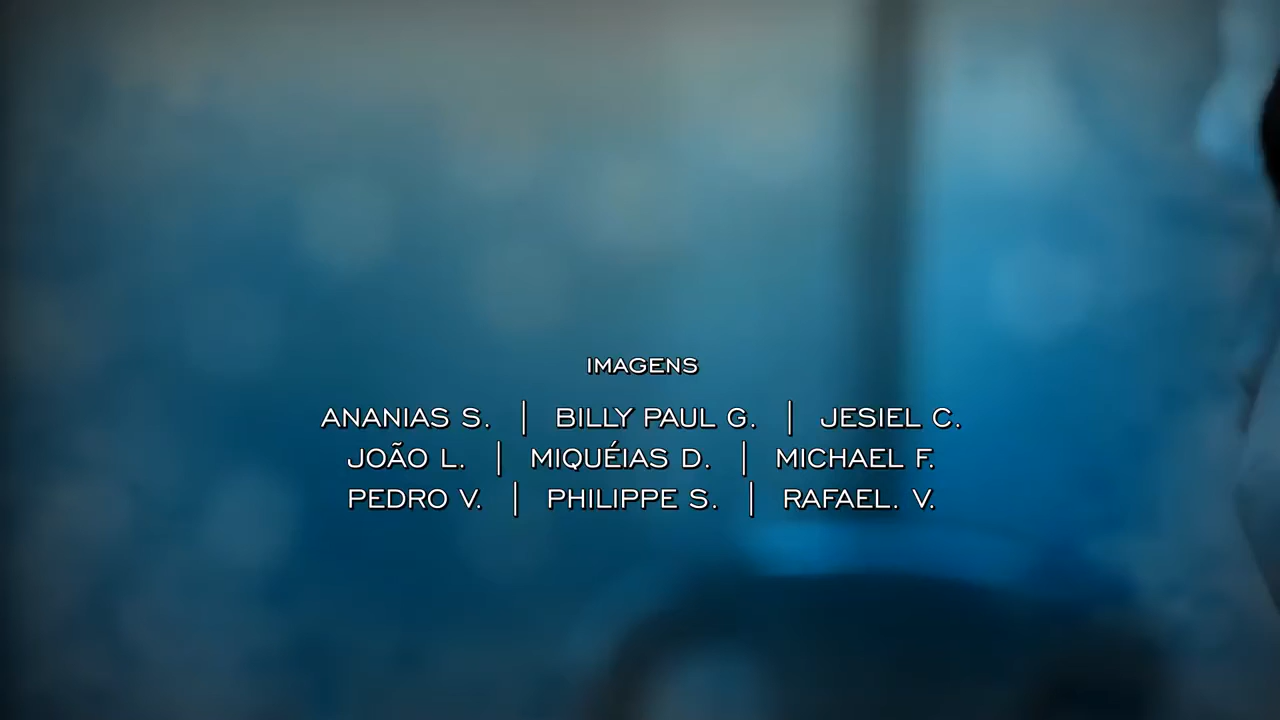 IMAGENS
ANANIAS S. | BILLY PAUL G. | JESIEL C.
JOÃO L. | MIQUÉIAS D. | MICHAEL F.
PEDRO V. | PHILIPPE S. | RAFAEL. V.